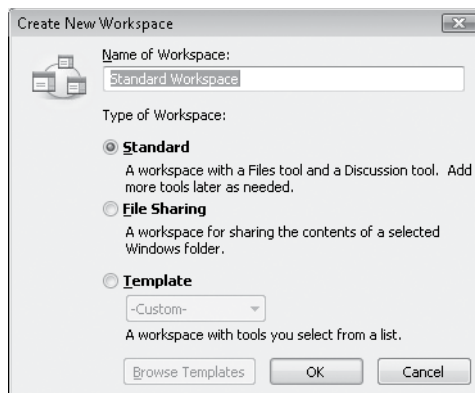 Create New Workspace
Name of Workspace:
Standard Workspace
Type of Workspace:
Standard
A workspace with a Files tool and a Discussion tool. Add
more tools later as needed.
File Sharing
A workspace for sharing the contents of a selected
Windows folder.
Template
-Custom-
A workspace with tools you select from a list.
Browse Templates OK Cancel